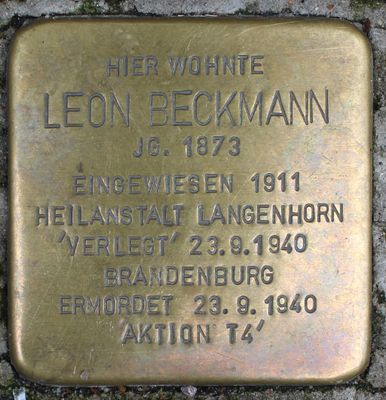 HIER WOHNTE
LEON BECKMANN
JG. 1873
EINGEWIESEN 1911
HEILANSTALT LANGENHORN
'VERLEGT' 23.9.1940
BRANDENBURG
ERMORDET 23.9.1940
'AKTION T4'